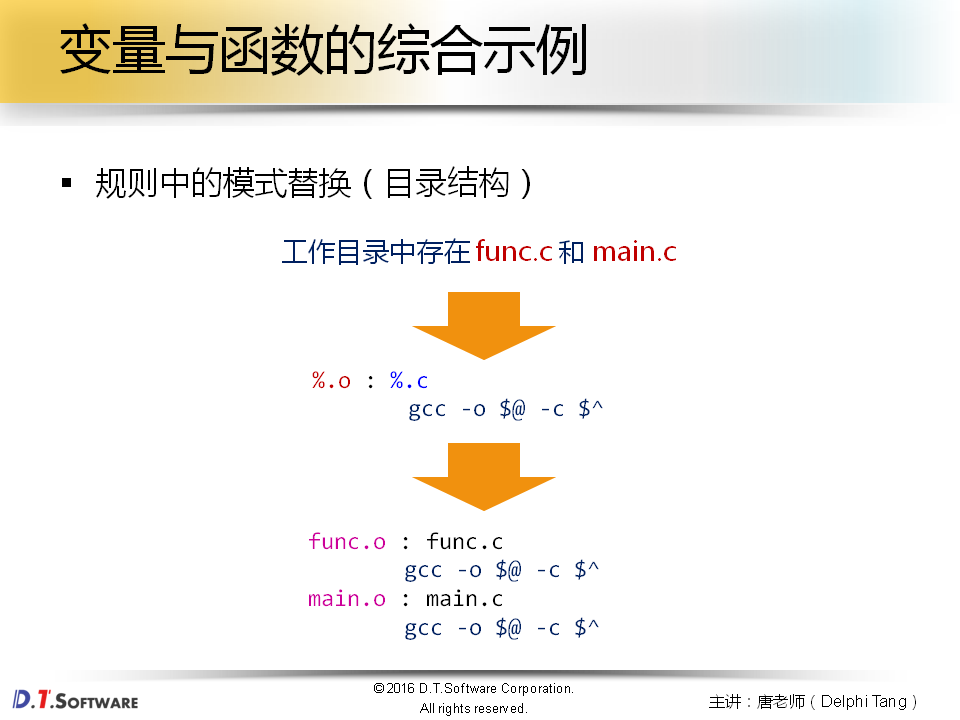 变量与函数的综合示例
▪ 规则中的模式替换（目录结构）
工作目录中存在 func.c 和 main.c
%.o : %.c
gcc -o $@ -c $^
func.o : func.c
gcc -o $@ -c $^
main.o : main.c
gcc -o $@ -c $^
D.T.SOFTWARE
©2016 D.T.Software Corporation.
All rights reserved.
主讲：唐老师（Delphi Tang）